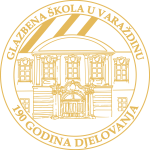 GLAZBENA ŠKOLA U VARAŽDINU
190 GODINA DJELOVANJA